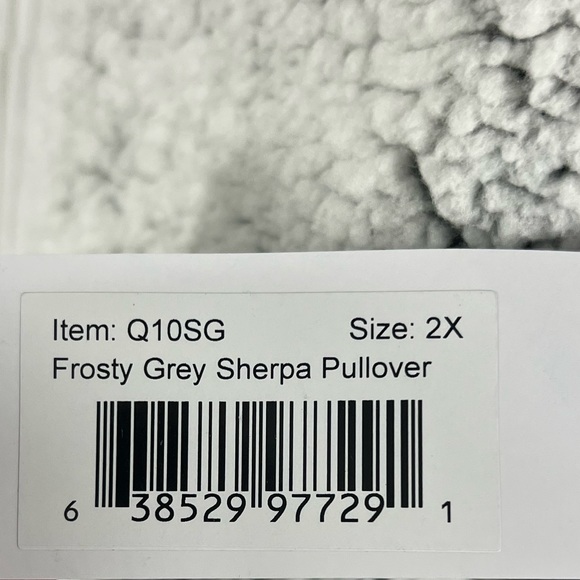 Item: Q10SG Size: 2X
Frosty Grey Sherpa Pullover
6 38529 97729 1